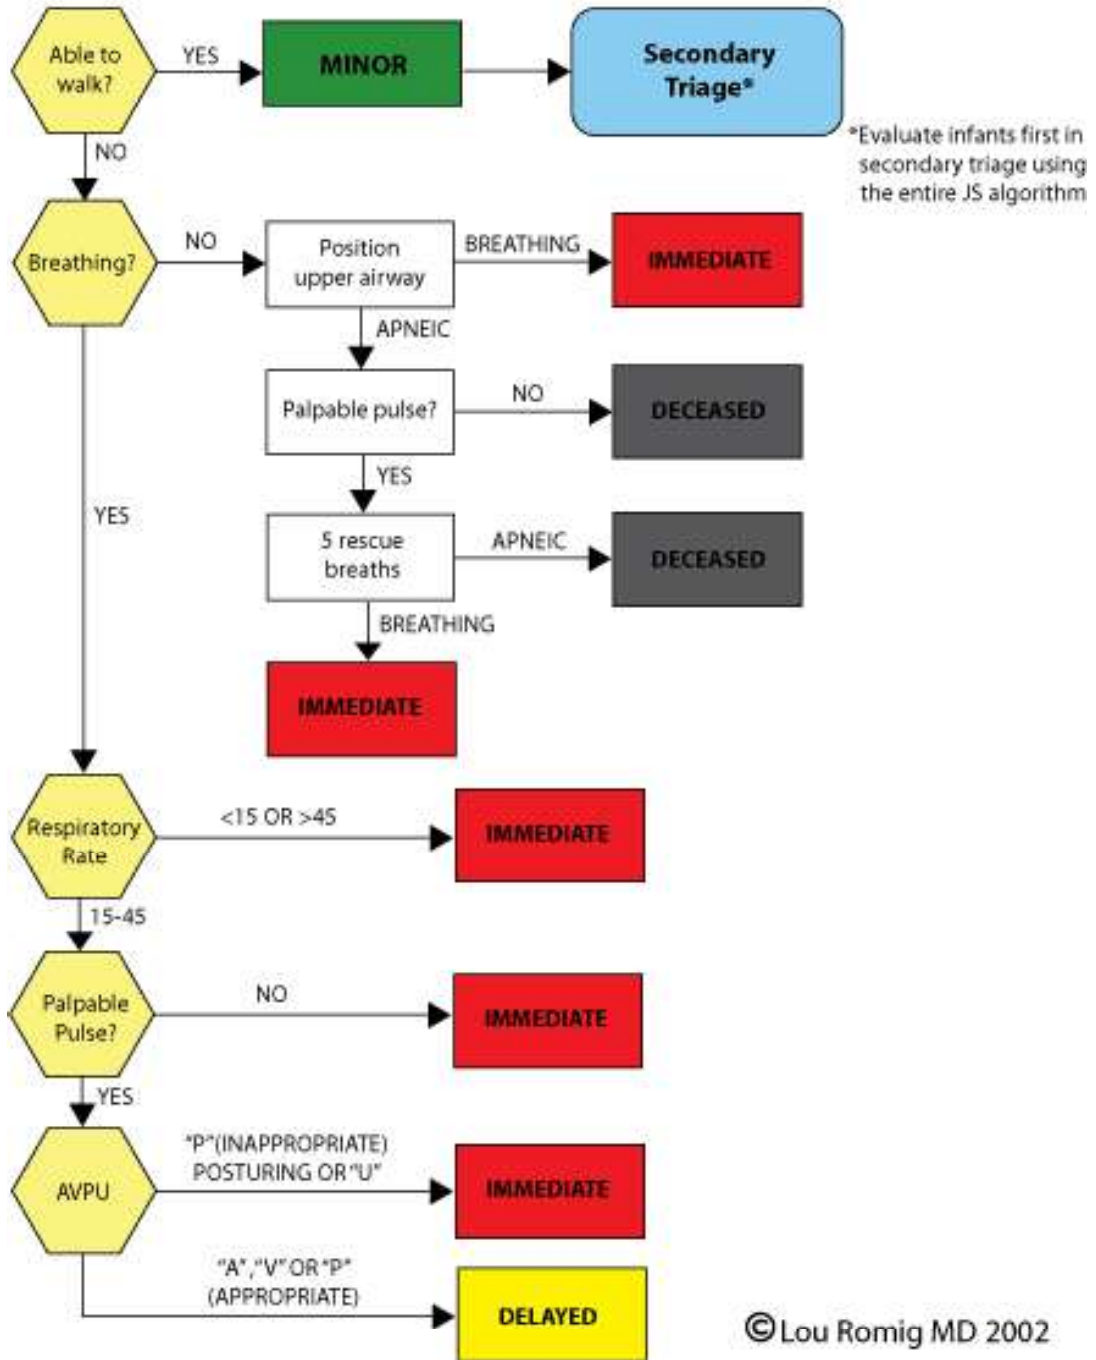 Able to
walk?
YES
MINOR
Secondary
Triage*
*Evaluate infants first in
secondary triage using
the entire JS algorithm
NO
Breathing?
NO
Position
upper airway
BREATHING
IMMEDIATE
APNEIC
Palpable pulse?
NO
DECEASED
YES
5 rescue
breaths
APNEIC
DECEASED
BREATHING
IMMEDIATE
YES
Respiratory
Rate
<15 OR >45
IMMEDIATE
15-45
Palpable
Pulse?
NO
IMMEDIATE
YES
AVPU
“P”(INAPPROPRIATE)
POSTURING OR “U”
IMMEDIATE
“A”, “V” OR “P”
(APPROPRIATE)
DELAYED
©Lou Romig MD 2002